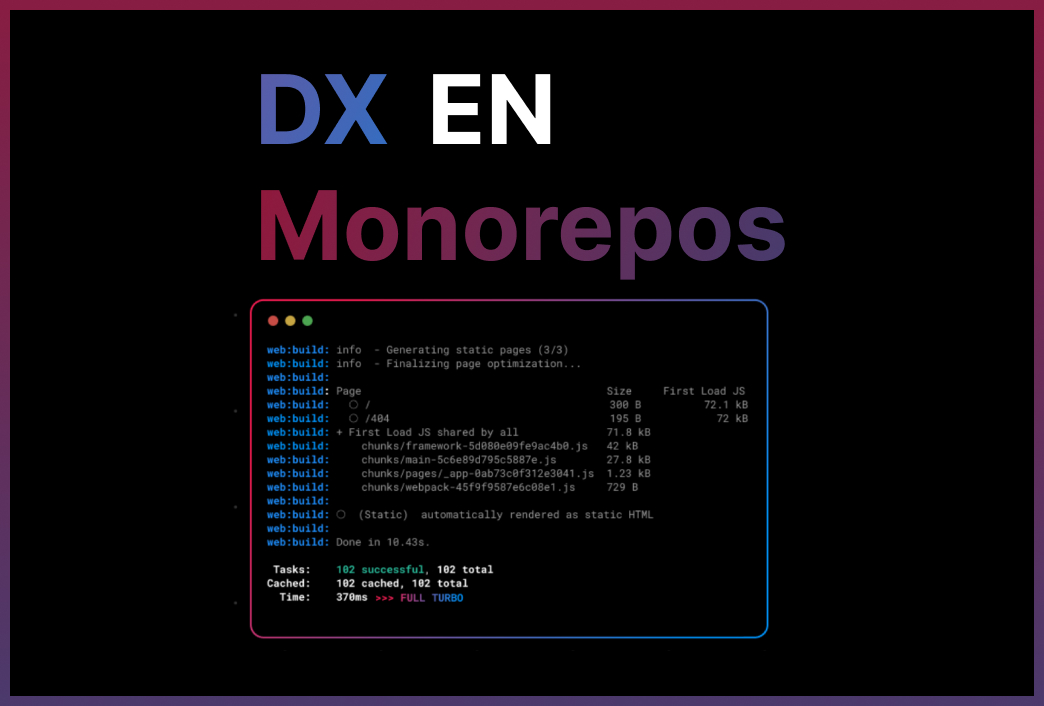 DX EN
Monorepos
web:build: info  - Generating static pages (3/3)
web:build: info  - Finalizing page optimization...
web:build:
web:build: Page Size First Load JS
web:build: ○ / 300 B 72.1 kB
web:build: ○ /404 195 B 72 kB
web:build: + First Load JS shared by all 71.8 kB
web:build: chunks/framework-5d080e09fe9ac4b0.js 42 kB
web:build: chunks/main-5c6e89d795c5887e.js 27.8 kB
web:build: chunks/pages/_app-0ab73c0f312e3041.js 1.23 kB
web:build: chunks/webpack-45f9f9587e6c08e1.js 729 B
web:build:
web:build: ○ (Static) automatically rendered as static HTML
web:build:
web:build: Done in 10.43s.
Tasks: 102 successful, 102 total
Cached: 102 cached, 102 total
Time: 370ms >>> FULL TURBO